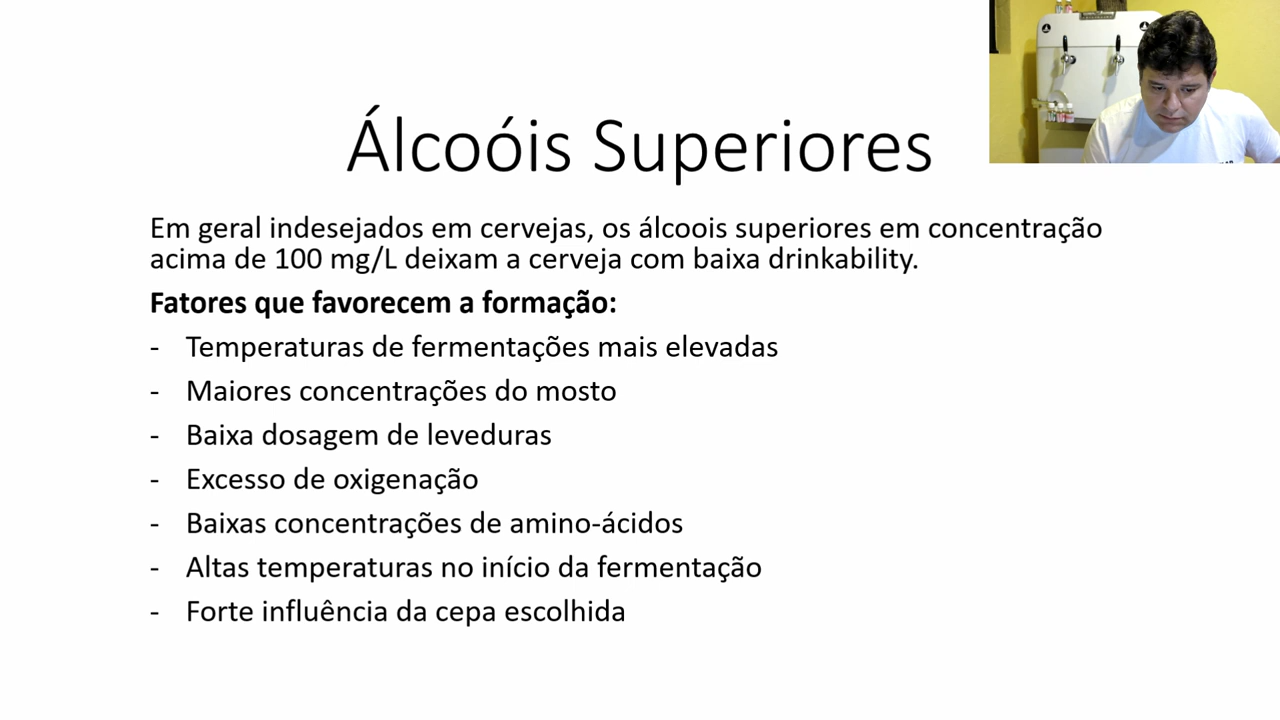 Álcoóis Superiores
Em geral indesejados em cervejas, os álcoois superiores em concentração
acima de 100 mg/L deixam a cerveja com baixa drinkability.
Fatores que favorecem a formação:
- Temperaturas de fermentações mais elevadas
- Maiores concentrações do mosto
- Baixa dosagem de leveduras
- Excesso de oxigenação
- Baixas concentrações de amino-ácidos
- Altas temperaturas no início da fermentação
- Forte influência da cepa escolhida